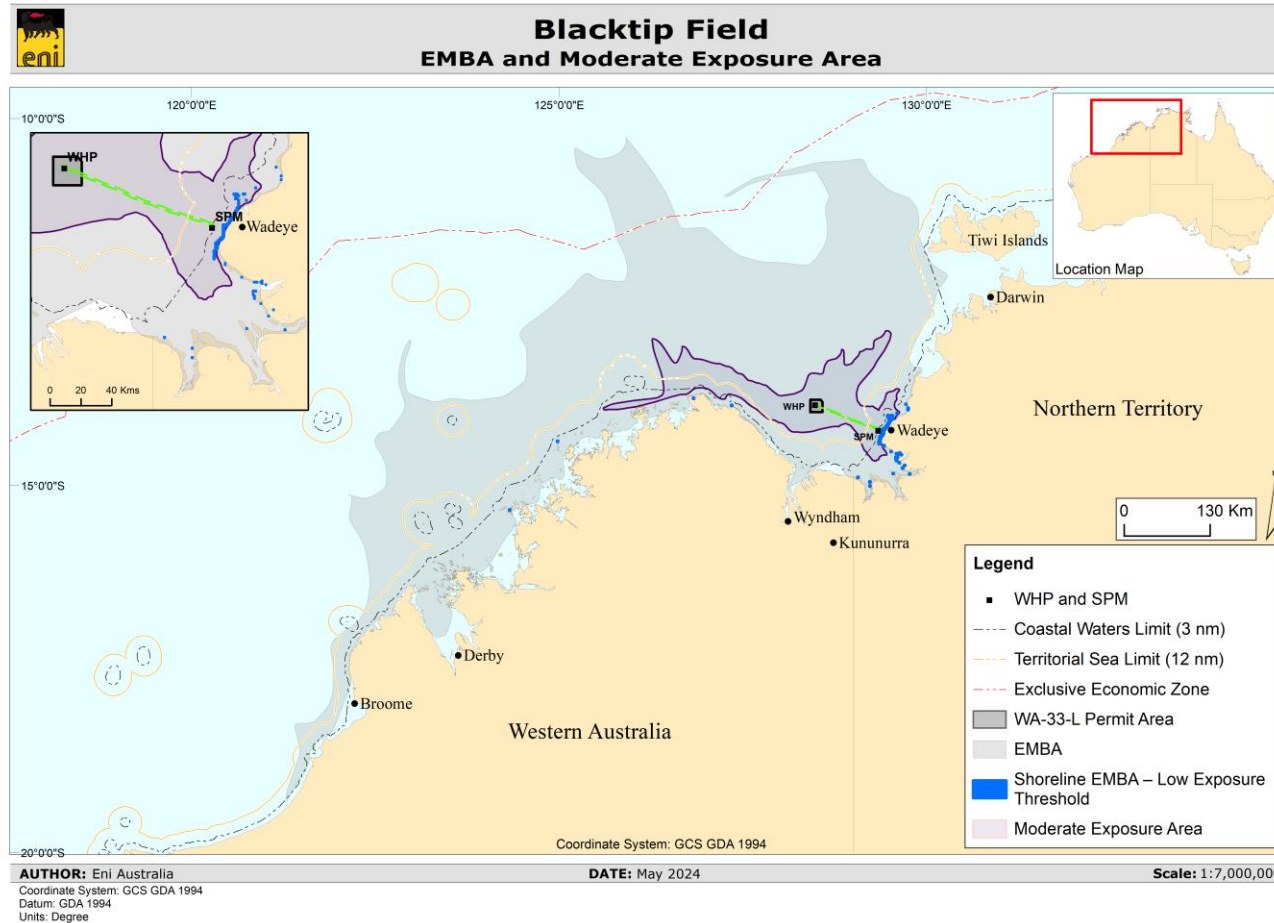 eni
Blacktip Field
EMBA and Moderate Exposure Area
120°0'0"E
125°0'0"E
130°0'0"E
10°0'0"S
15°0'0"S
20°0'0"S
WHP
SPM
Wadeye
0 20 40 Kms
Location Map
Tiwi Islands
Darwin
Northern Territory
WHP
SPM
Wadeye
Wyndham
Kununurra
0 130 Km
Derby
Broome
Western Australia
Legend
WHP and SPM
Coastal Waters Limit (3 nm)
Territorial Sea Limit (12 nm)
Exclusive Economic Zone
WA-33-L Permit Area
EMBA
Shoreline EMBA – Low Exposure
Threshold
Moderate Exposure Area
Coordinate System: GCS GDA 1994
AUTHOR: Eni Australia
DATE: May 2024
Scale: 1:7,000,00
Coordinate System: GCS GDA 1994
Datum: GDA 1994
Units: Degree